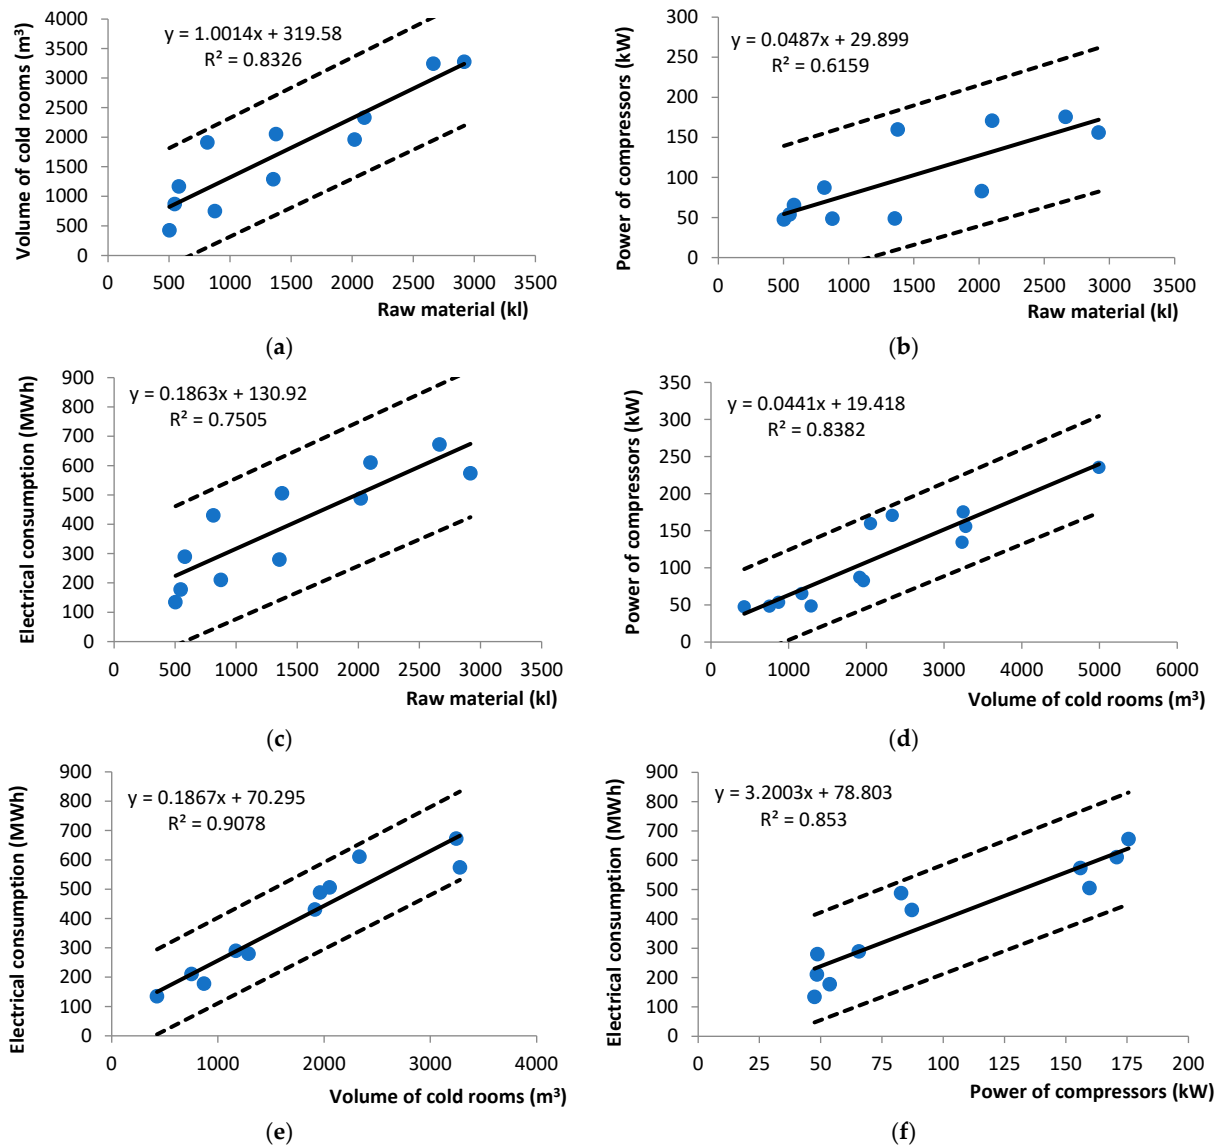 Volume of cold rooms (m³)
4000
3500
3000
2500
2000
1500
1000
500
0
y = 1.0014x + 319.58
R² = 0.8326
0 500 1000 1500 2000 2500 3000 3500
Raw material (kl)
(a)
Power of compressors (kW)
300
250
200
150
100
50
0
y = 0.0487x + 29.899
R² = 0.6159
0 500 1000 1500 2000 2500 3000 3500
Raw material (kl)
(b)
Electrical consumption (MWh)
900
800
700
600
500
400
300
200
100
0
y = 0.1863x + 130.92
R² = 0.7505
0 500 1000 1500 2000 2500 3000 3500
Raw material (kl)
(c)
Power of compressors (kW)
350
300
250
200
150
100
50
0
y = 0.0441x + 19.418
R² = 0.8382
0 1000 2000 3000 4000 5000 6000
Volume of cold rooms (m³)
(d)
Electrical consumption (MWh)
900
800
700
600
500
400
300
200
100
0
y = 0.1867x + 70.295
R² = 0.9078
0 1000 2000 3000 4000
Volume of cold rooms (m³)
(e)
Electrical consumption (MWh)
900
800
700
600
500
400
300
200
100
0
y = 3.2003x + 78.803
R² = 0.853
0 25 50 75 100 125 150 175 200
Power of compressors (kW)
(f)